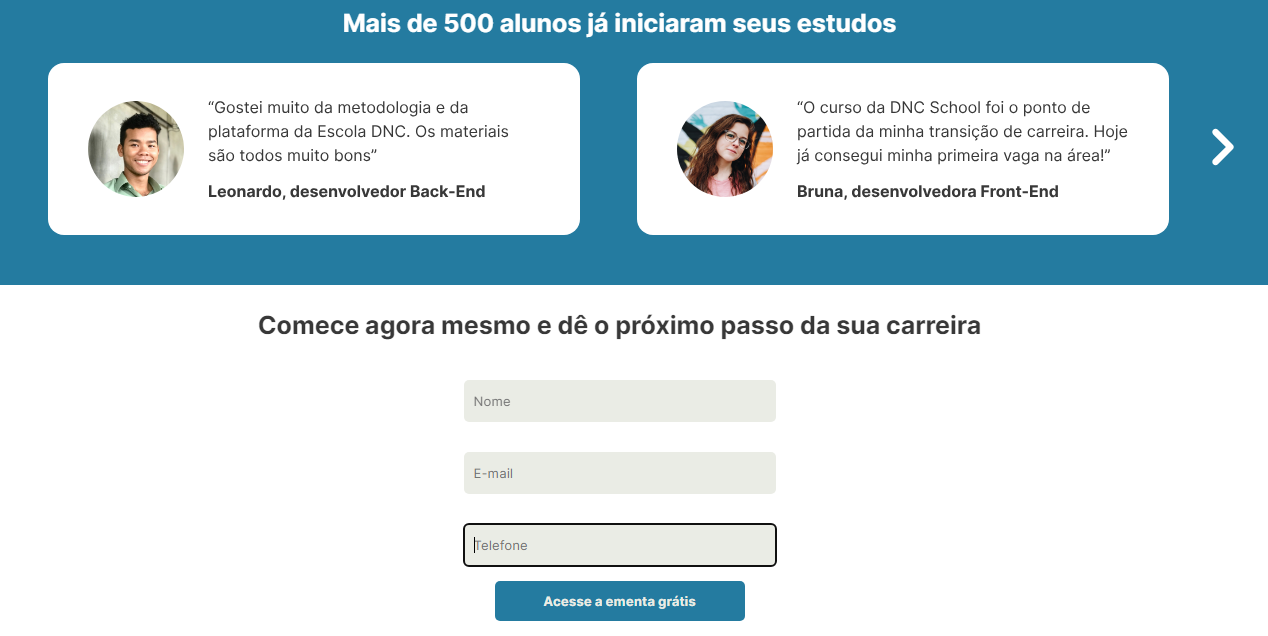 Mais de 500 alunos já iniciaram seus estudos
“Gostei muito da metodologia e da
plataforma da Escola DNC. Os materiais
são todos muito bons”
Leonardo, desenvolvedor Back-End
“O curso da DNC School foi o ponto de
partida da minha transição de carreira. Hoje
já consegui minha primeira vaga na área!”
Bruna, desenvolvedora Front-End
Comece agora mesmo e dê o próximo passo da sua carreira
Nome
E-mail
Telefone
Acesse a ementa grátis